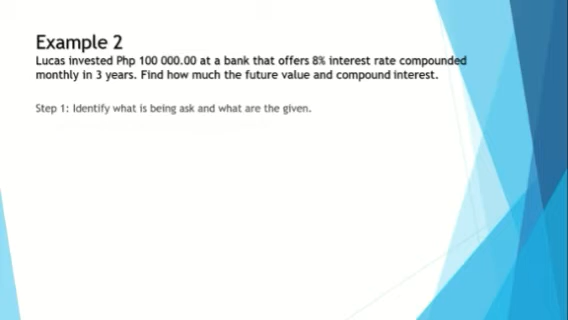 Example 2
Lucas invested Php 100 000.00 at a bank that offers 8% interest rate compounded
monthly in 3 years. Find how much the future value and compound interest.
Step 1: Identify what is being ask and what are the given.